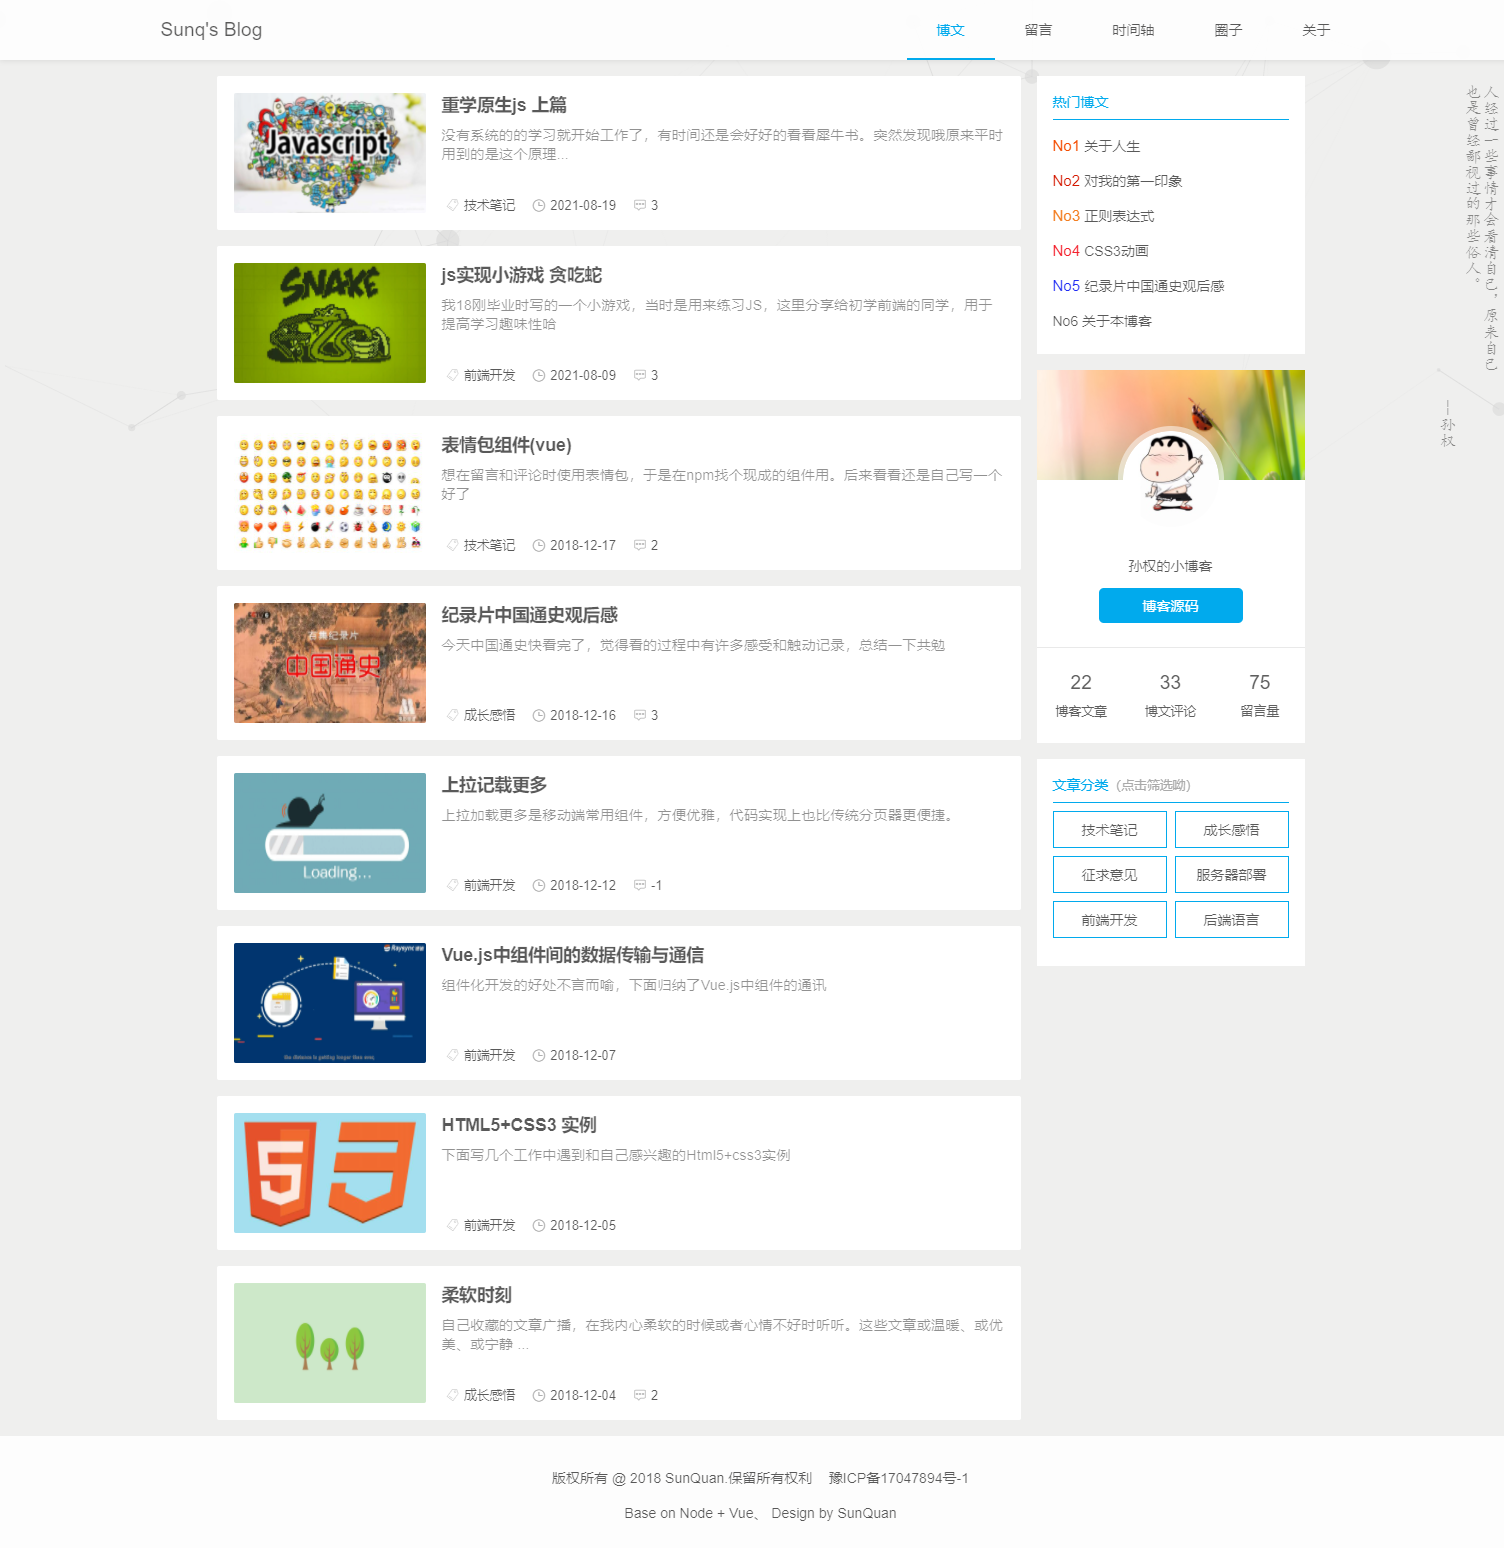 Sunq's Blog
博文
留言
时间轴
圈子
关于
Javascript
重学原生js 上篇
没有系统的的学习就开始工作了，有时间还是会好好的看看犀牛书。突然发现哦原来平时
用到的是这个原理...
技术笔记 2021-08-19 3
SNAKE
js实现小游戏 贪吃蛇
我18刚毕业时写的一个小游戏，当时是用来练习JS，这里分享给初学前端的同学，用于
提高学习趣味性哈
前端开发 2021-08-09 3
表情包组件(vue)
想在留言和评论时使用表情包，于是在npm找个现成的组件用。后来看看还是自己写一个
好了
技术笔记 2018-12-17 2
百集纪录片
中国通史
纪录片中国通史观后感
今天中国通史快看完了，觉得看的过程中有许多感受和触动记录，总结一下共勉
成长感悟 2018-12-16 3
Loading...
上拉记载更多
上拉加载更多是移动端常用组件，方便优雅，代码实现上也比传统分页器更便捷。
前端开发 2018-12-12 -1
Raysync
Vue.js中组件间的数据传输与通信
组件化开发的好处不言而喻，下面归纳了Vue.js中组件的通讯
前端开发 2018-12-07
HTML5+CSS3 实例
下面写几个工作中遇到和自己感兴趣的Html5+css3实例
前端开发 2018-12-05
柔软时刻
自己收藏的文章广播，在我内心柔软的时候或者心情不好时听听。这些文章或温暖、或优
美、或宁静 ...
成长感悟 2018-12-04 2
热门博文
No1 关于人生
No2 对我的第一印象
No3 正则表达式
No4 CSS3动画
No5 纪录片中国通史观后感
No6 关于本博客
孙权的小博客
博客源码
22 33 75
博客文章 博文评论 留言量
文章分类（点击筛选呦）
技术笔记 成长感悟
征求意见 服务器部署
前端开发 后端语言
人经过一些事情才会看清自己，原来自己
也是曾经鄙视过的那些俗人。
—孙权
版权所有 @ 2018 SunQuan.保留所有权利 豫ICP备17047894号-1
Base on Node + Vue、 Design by SunQuan